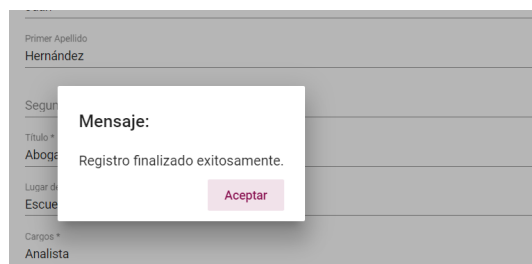 Primer Apellido
Hernández
Mensaje:
Título *
Registro finalizado exitosamente.
Aceptar
Cargos *
Analista